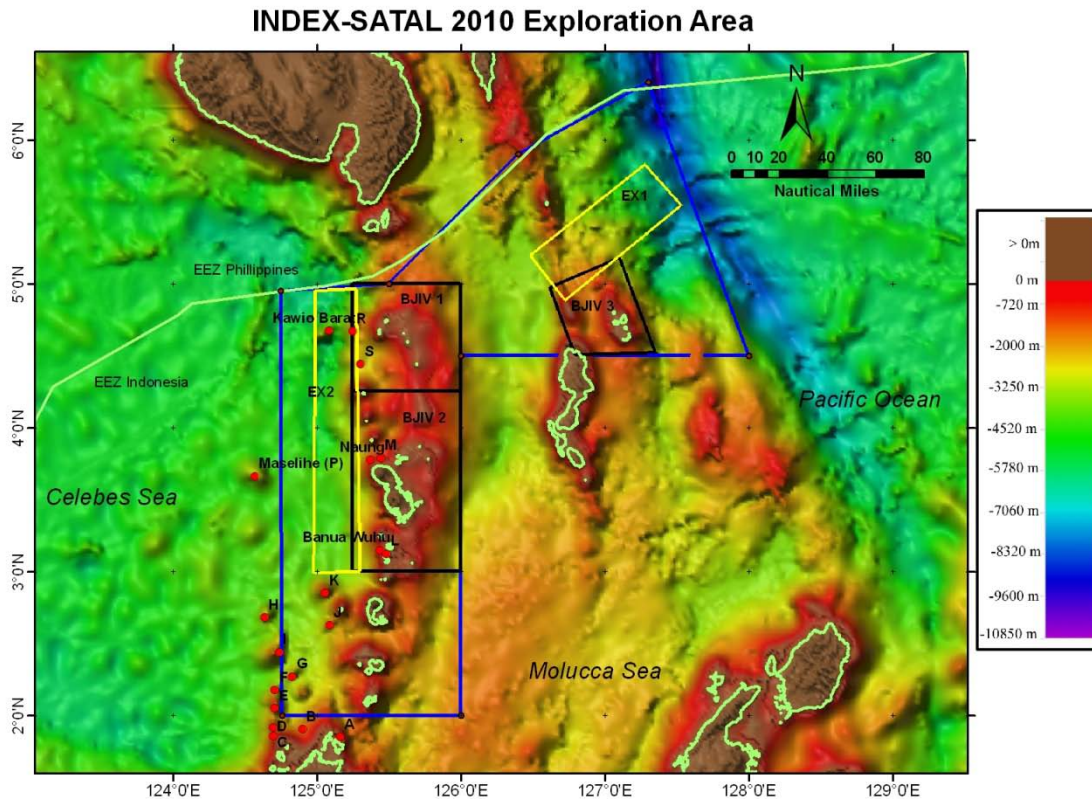 INDEX-SATAL 2010 Exploration Area
N
6°0'N
5°0'N
4°0'N
3°0'N
2°0'N
0 10 20 40 60 80
Nautical Miles
EX1
EEZ Phillippines
BJIV 1
BJIV 3
Kawio Barat
R
S
EEZ Indonesia
EX2
BJIV 2
Pacific Ocean
Naung
M
Maselihe (P)
Celebes Sea
Banua Wuhu
L
K
H
J
I
G
F
Molucca Sea
E
B
A
D
C
124°0'E 125°0'E 126°0'E 127°0'E 128°0'E 129°0'E
> 0m
0 m
-720 m
-2000 m
-3250 m
-4520 m
-5780 m
-7060 m
-8320 m
-9600 m
-10850 m